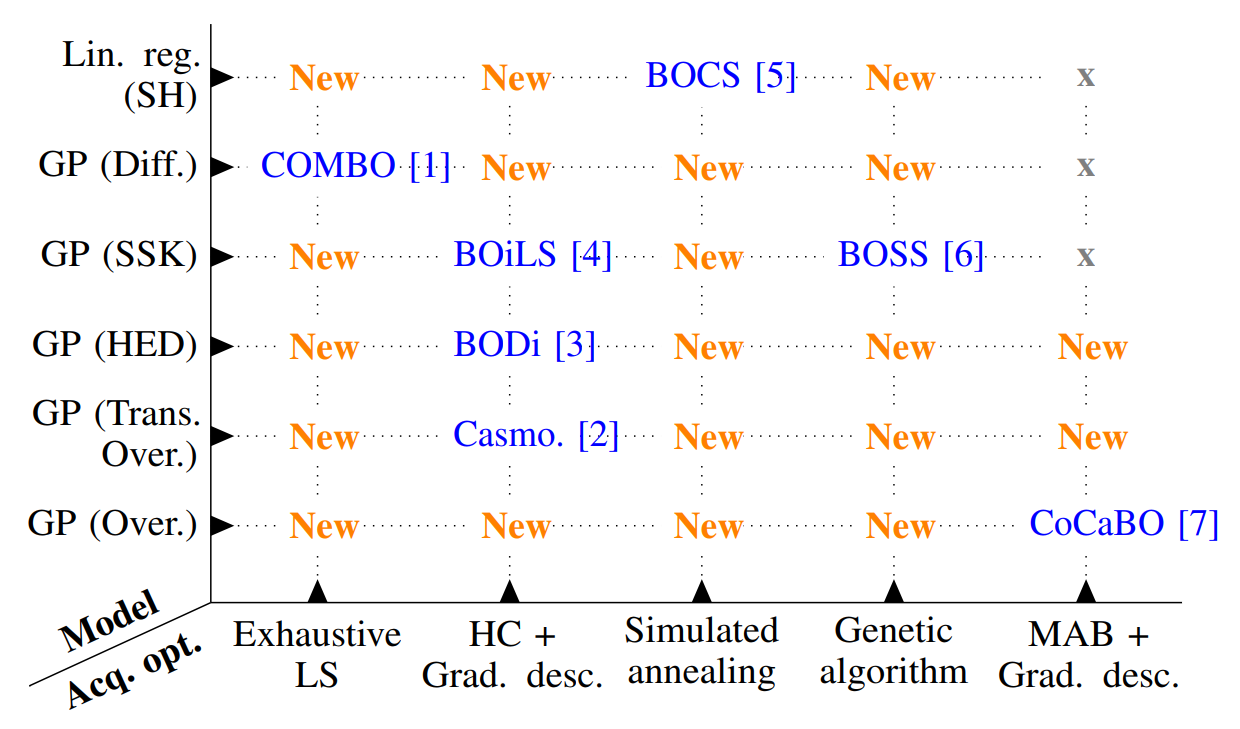 Lin. reg.
(SH)
New New BOCS [5] New x
GP (Diff.) COMBO [1] New New New x
GP (SSK) New BOiLS [4] New BOSS [6] x
GP (HED) New BODi [3] New New New
GP (Trans.
Over.)
New Casmo. [2] New New New
GP (Over.) New New New New CoCaBO [7]
Model
Acq. opt.
Exhaustive
LS
HC +
Grad. desc.
Simulated
annealing
Genetic
algorithm
MAB +
Grad. desc.